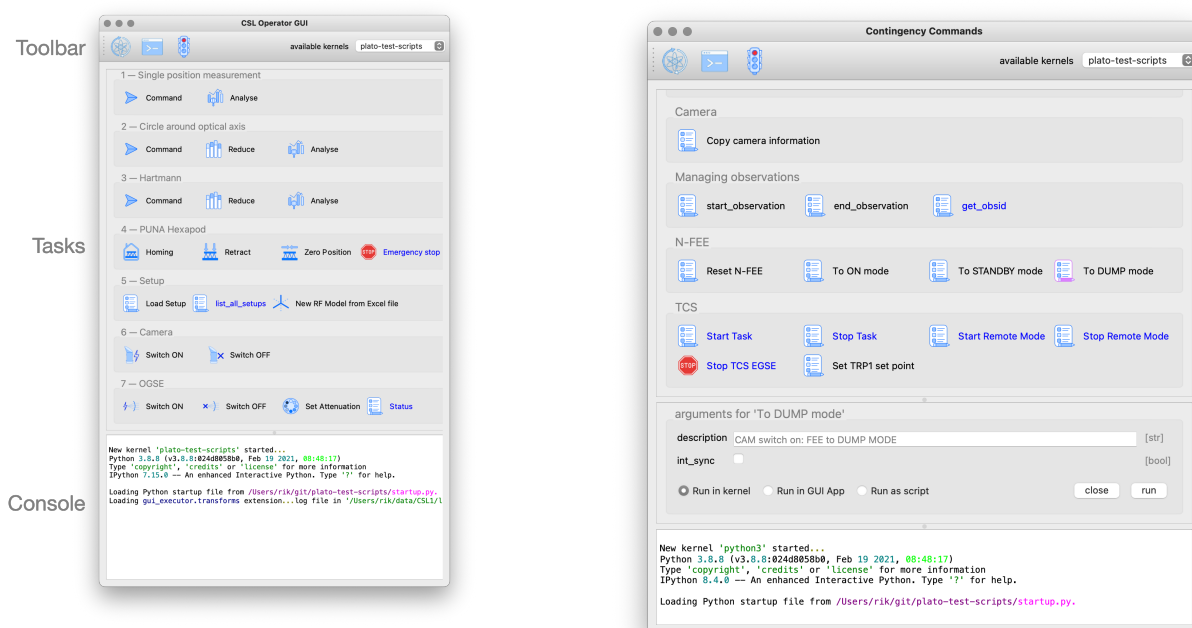 Toolbar
Tasks
Console
CSL Operator GUI
available kernels plato-test-scripts
1 — Single position measurement
Command Analyse
2 — Circle around optical axis
Command Reduce Analyse
3 — Hartmann
Command Reduce Analyse
4 — PUNA Hexapod
Homing Retract Zero Position STOP Emergency stop
5 — Setup
Load Setup list_all_setups New RF Model from Excel file
6 — Camera
Switch ON Switch OFF
7 — OGSE
Switch ON Switch OFF Set Attenuation Status
New kernel 'plato-test-scripts' started...
Python 3.8.8 (v3.8.8:024d8058b0, Feb 19 2021, 08:48:17)
Type 'copyright', 'credits' or 'license' for more information
IPython 7.15.0 -- An enhanced Interactive Python. Type '?' for help.
Loading Python startup file from /Users/rik/git/plato-test-scripts/startup.py.
Loading gui_executor.transforms extension...log file in '/Users/rik/data/CSL1/l
Contingency Commands
available kernels plato-test-scripts
Camera
Copy camera information
Managing observations
start_observation end_observation get_obsid
N-FEE
Reset N-FEE To ON mode To STANDBY mode To DUMP mode
TCS
Start Task Stop Task Start Remote Mode Stop Remote Mode
STOP Stop TCS EGSE Set TRP1 set point
arguments for 'To DUMP mode'
description CAM switch on: FEE to DUMP MODE [str]
int_sync [bool]
Run in kernel Run in GUI App Run as script close run
New kernel 'python3' started...
Python 3.8.8 (v3.8.8:024d8058b0, Feb 19 2021, 08:48:17)
Type 'copyright', 'credits' or 'license' for more information
IPython 8.4.0 -- An enhanced Interactive Python. Type '?' for help.
Loading Python startup file from /Users/rik/git/plato-test-scripts/startup.py.